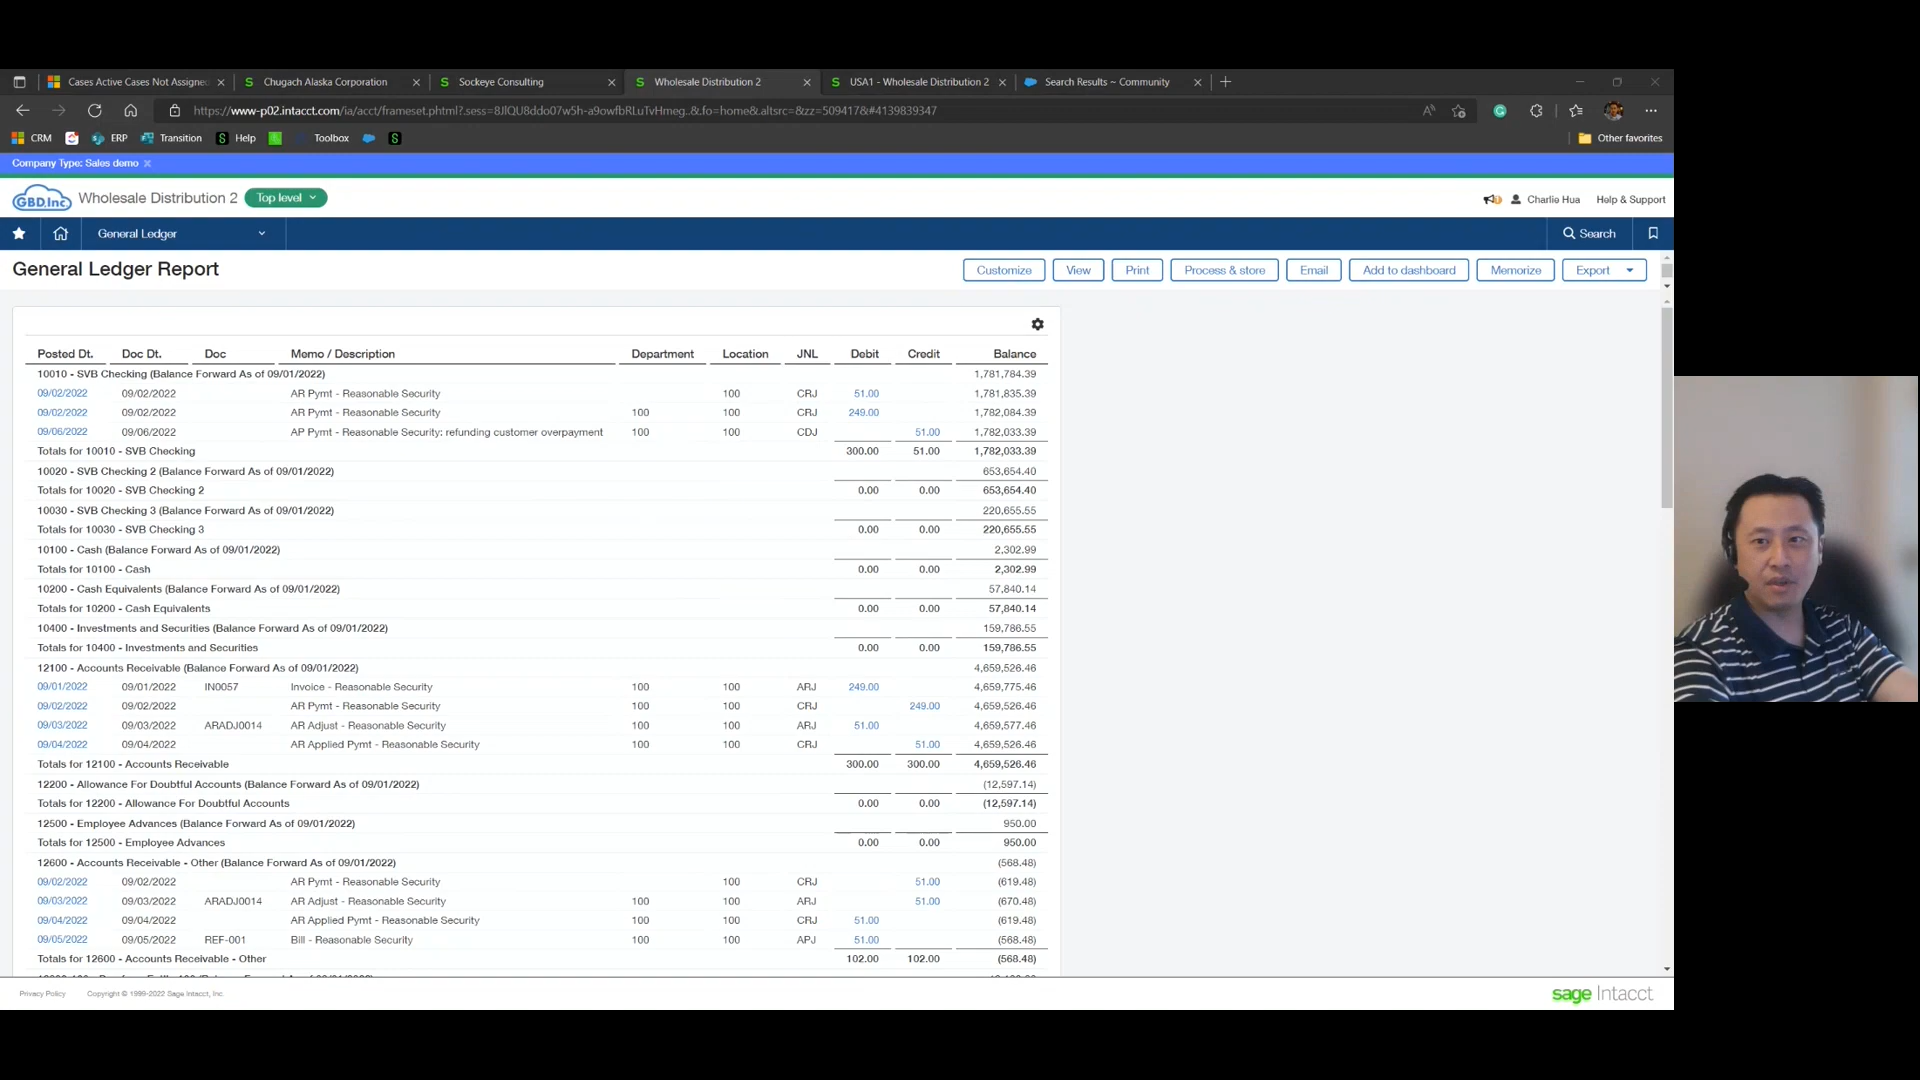 Cases Active Cases Not Assigne
Chugach Alaska Corporation
Sockeye Consulting
Wholesale Distribution 2
USA1 - Wholesale Distribution 2
Search Results ~ Community
https://www-p02.intacct.com/ia/acct/frameset.phtml?.sess=8JlQU8ddo07w5h-a9owfbRLuTvHmeg..&.fo=home&.altsrc=&zz=509417&#4139839347
CRM ERP Transition Help Toolbox Other favorites
Company Type: Sales demo
GBD,Inc. Wholesale Distribution 2 Top level Charlie Hua Help & Support
General Ledger Search
General Ledger Report Customize View Print Process & store Email Add to dashboard Memorize Export
Posted Dt. Doc Dt. Doc Memo / Description Department Location JNL Debit Credit Balance
10010 - SVB Checking (Balance Forward As of 09/01/2022) 1,781,784.39
09/02/2022 09/02/2022 AR Pymt - Reasonable Security 100 CRJ 51.00 1,781,835.39
09/02/2022 09/02/2022 AR Pymt - Reasonable Security 100 100 CRJ 249.00 1,782,084.39
09/06/2022 09/06/2022 AP Pymt - Reasonable Security: refunding customer overpayment 100 100 CDJ 51.00 1,782,033.39
Totals for 10010 - SVB Checking 300.00 51.00 1,782,033.39
10020 - SVB Checking 2 (Balance Forward As of 09/01/2022) 653,654.40
Totals for 10020 - SVB Checking 2 0.00 0.00 653,654.40
10030 - SVB Checking 3 (Balance Forward As of 09/01/2022) 220,655.55
Totals for 10030 - SVB Checking 3 0.00 0.00 220,655.55
10100 - Cash (Balance Forward As of 09/01/2022) 2,302.99
Totals for 10100 - Cash 0.00 0.00 2,302.99
10200 - Cash Equivalents (Balance Forward As of 09/01/2022) 57,840.14
Totals for 10200 - Cash Equivalents 0.00 0.00 57,840.14
10400 - Investments and Securities (Balance Forward As of 09/01/2022) 159,786.55
Totals for 10400 - Investments and Securities 0.00 0.00 159,786.55
12100 - Accounts Receivable (Balance Forward As of 09/01/2022) 4,659,526.46
09/01/2022 09/01/2022 IN0057 Invoice - Reasonable Security 100 100 ARJ 249.00 4,659,775.46
09/02/2022 09/02/2022 AR Pymt - Reasonable Security 100 100 CRJ 249.00 4,659,526.46
09/03/2022 09/03/2022 ARADJ0014 AR Adjust - Reasonable Security 100 100 ARJ 51.00 4,659,577.46
09/04/2022 09/04/2022 AR Applied Pymt - Reasonable Security 100 100 CRJ 51.00 4,659,526.46
Totals for 12100 - Accounts Receivable 300.00 300.00 4,659,526.46
12200 - Allowance For Doubtful Accounts (Balance Forward As of 09/01/2022) (12,597.14)
Totals for 12200 - Allowance For Doubtful Accounts 0.00 0.00 (12,597.14)
12500 - Employee Advances (Balance Forward As of 09/01/2022) 950.00
Totals for 12500 - Employee Advances 0.00 0.00 950.00
12600 - Accounts Receivable - Other (Balance Forward As of 09/01/2022) (568.48)
09/02/2022 09/02/2022 AR Pymt - Reasonable Security 100 CRJ 51.00 (619.48)
09/03/2022 09/03/2022 ARADJ0014 AR Adjust - Reasonable Security 100 100 ARJ 51.00 (670.48)
09/04/2022 09/04/2022 AR Applied Pymt - Reasonable Security 100 100 CRJ 51.00 (619.48)
09/05/2022 09/05/2022 REF-001 Bill - Reasonable Security 100 100 APJ 51.00 (568.48)
Totals for 12600 - Accounts Receivable - Other 102.00 102.00 (568.48)
Privacy Policy Copyright © 1999-2022 Sage Intacct, Inc. sage Intacct